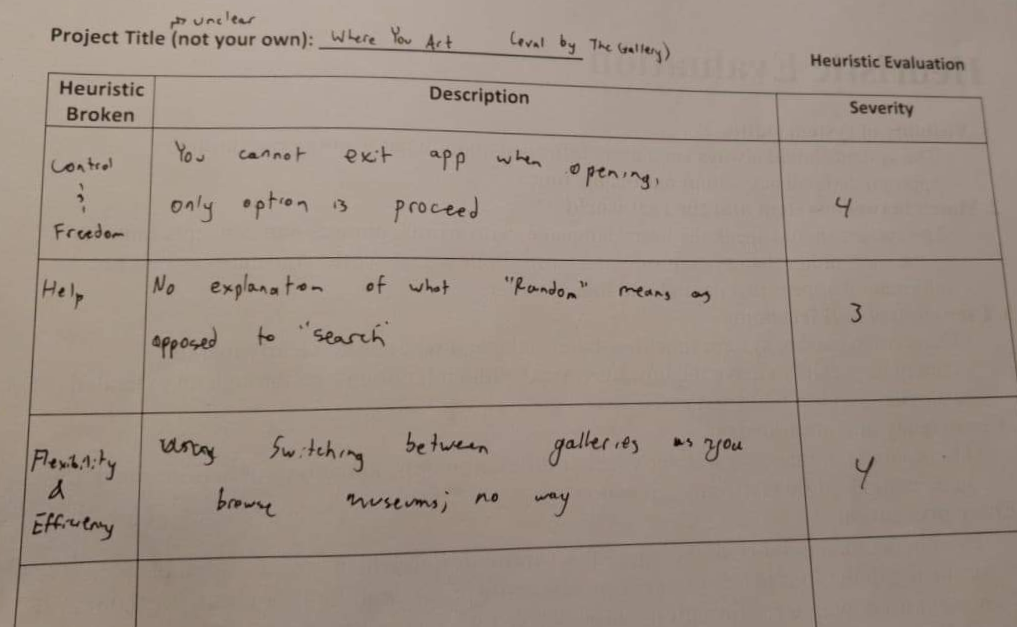 → unclear
Project Title (not your own): Where You Art (eval by The Gallery)
Heuristic Evaluation
Heuristic Broken
Description
Severity
Control & Freedom
You cannot exit app when opening,
only option is proceed
4
Help
No explanation of what "Random" means as
opposed to "search"
3
Flexibility & Efficiency
switching between galleries as you
browse museums; no way
4